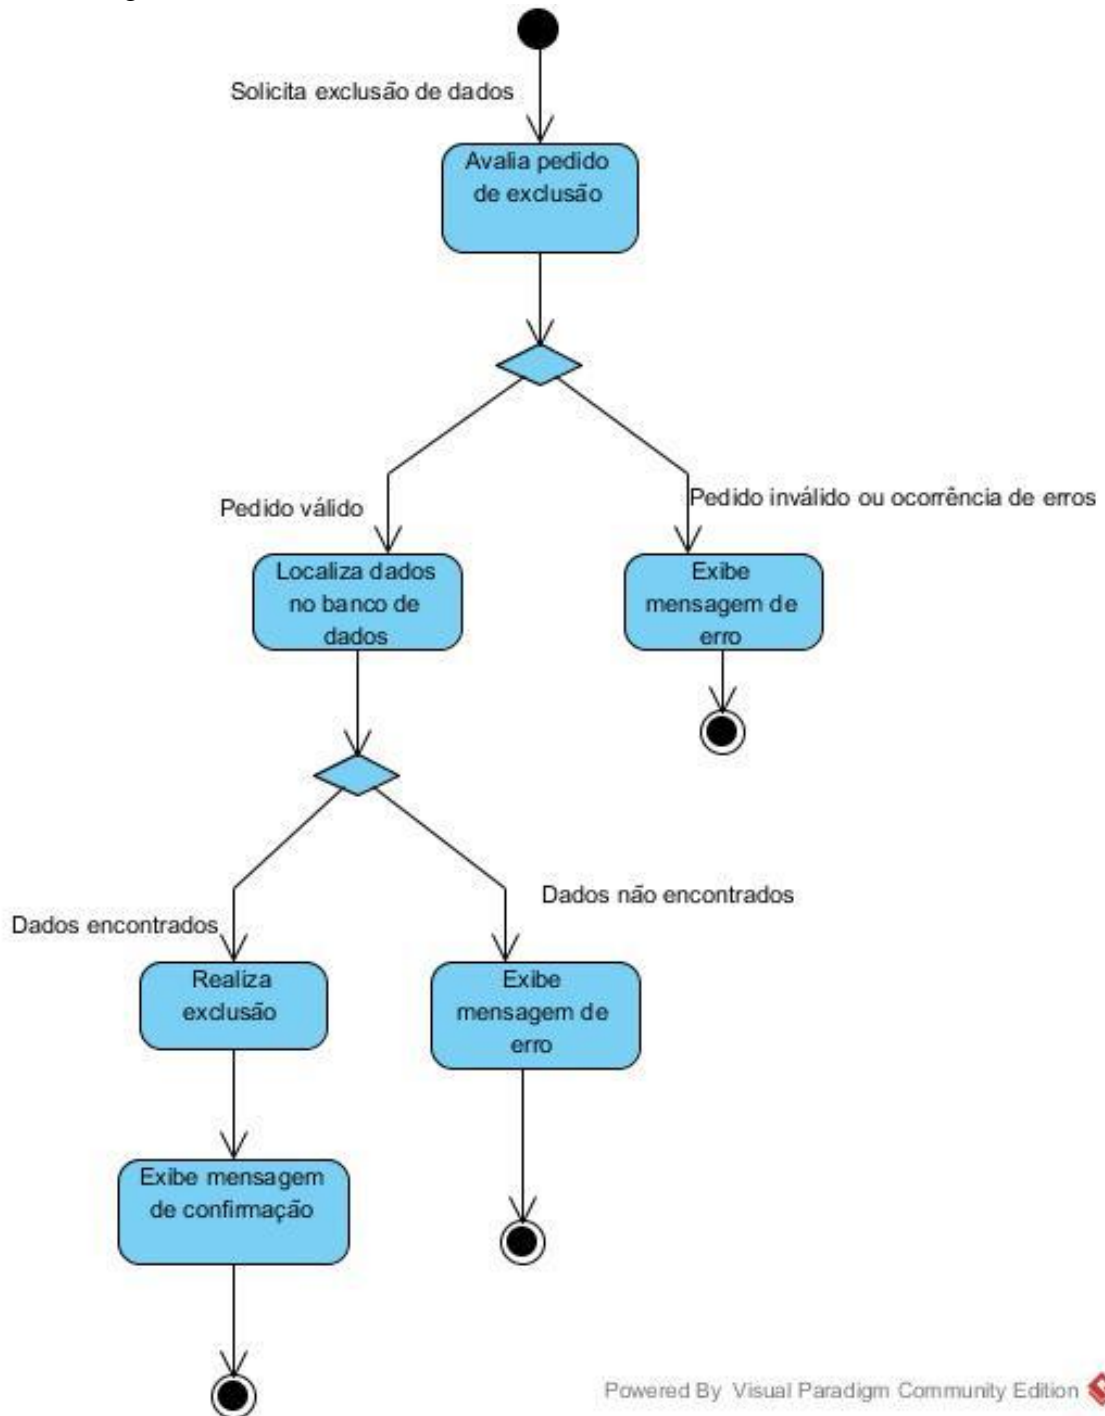 Solicita exclusão de dados
Avalia pedido
de exclusão
Pedido válido
Pedido inválido ou ocorrência de erros
Localiza dados
no banco de
dados
Exibe
mensagem de
erro
Dados encontrados
Dados não encontrados
Realiza
exclusão
Exibe
mensagem de
erro
Exibe mensagem
de confirmação
Powered By Visual Paradigm Community Edition